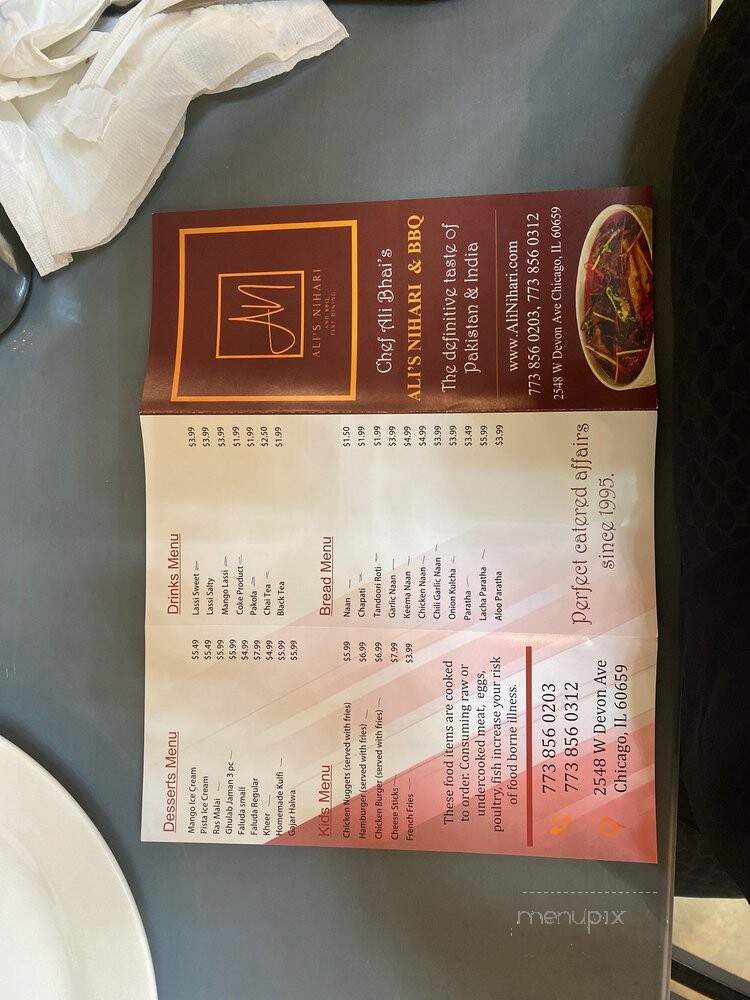 Desserts Menu
Mango Ice Cream $5.49
Pista Ice Cream $5.49
Ras Malai $5.99
Ghulab Jaman 3 pc $5.99
Faluda small $4.99
Faluda Regular $7.99
Kheer $4.99
Homemade Kulfi $5.99
Gajar Halwa $5.99
Kids Menu
Chicken Nuggets (served with fries) $5.99
Hamburger (served with fries) $6.99
Chicken Burger (served with fries) $6.99
Cheese Sticks $7.99
French Fries $3.99
These food items are cooked
to order. Consuming raw or
undercooked meat, eggs,
poultry, fish increase your risk
of food borne illness.
773 856 0203
773 856 0312
2548 W Devon Ave
Chicago, IL 60659
Drinks Menu
Lassi Sweet $3.99
Lassi Salty $3.99
Mango Lassi $3.99
Coke Product $1.99
Pakola $1.99
Chai Tea $2.50
Black Tea $1.99
Bread Menu
Naan $1.50
Chapati $1.99
Tandoori Roti $1.99
Garlic Naan $3.99
Keema Naan $4.99
Chicken Naan $4.99
Chili Garlic Naan $3.99
Onion Kulcha $3.99
Paratha $3.49
Lacha Paratha $5.99
Aloo Paratha $3.99
Perfect catered affairs
since 1995.
AN
ALI'S NIHARI
AND BBQ
FINE DINING
Chef Ali Bhai's
ALI'S NIHARI & BBQ
The definitive taste of
Pakistan & India
www.AliNihari.com
773 856 0203, 773 856 0312
2548 W Devon Ave Chicago, IL 60659
menupix